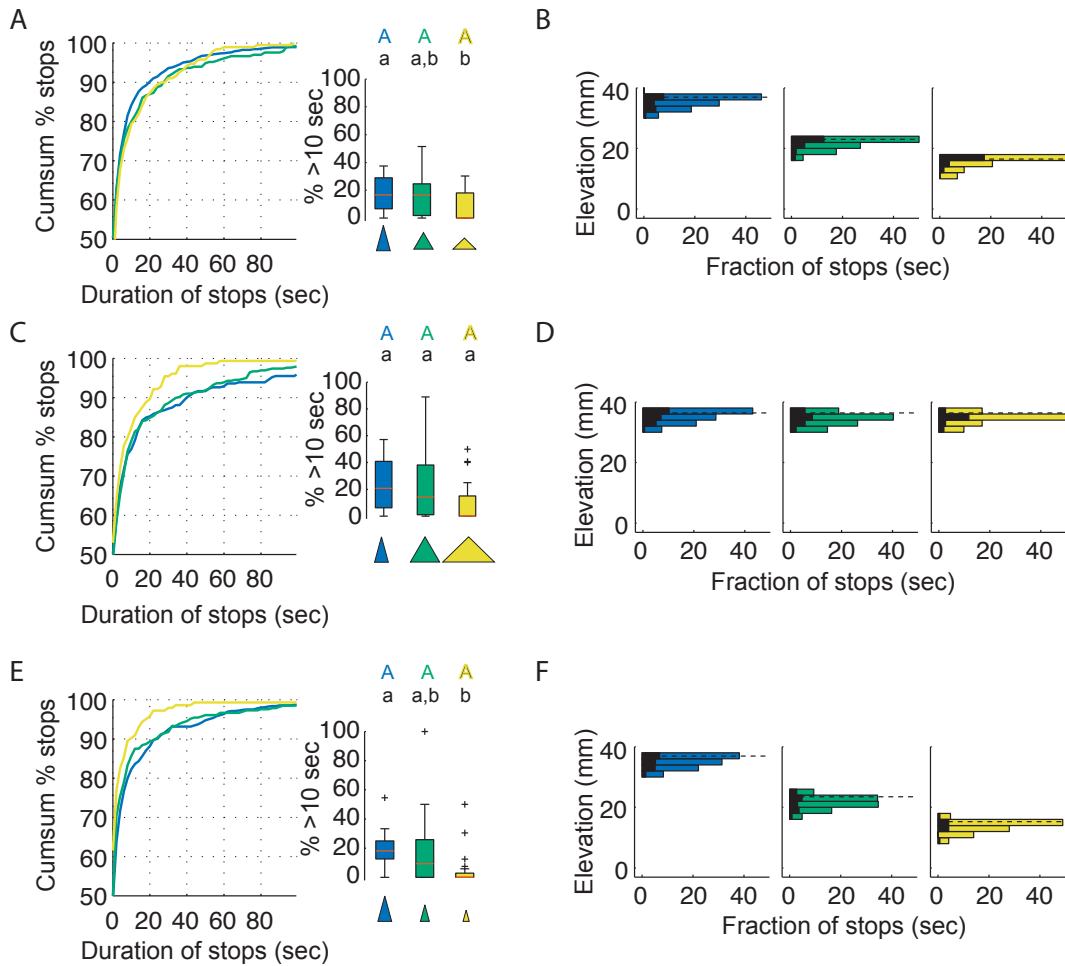 A
Cumsum % stops
100
90
80
70
60
50
0 20 40 60 80
Duration of stops (sec)
A A A
a a,b b
% >10 sec
100
80
60
40
20
0
B
Elevation (mm)
40
20
0
0 20 40
0 20 40
0 20 40
Fraction of stops (sec)
C
Cumsum % stops
100
90
80
70
60
50
0 20 40 60 80
Duration of stops (sec)
A A A
a a a
% >10 sec
100
80
60
40
20
0
D
Elevation (mm)
40
20
0
0 20 40
0 20 40
0 20 40
Fraction of stops (sec)
E
Cumsum % stops
100
90
80
70
60
50
0 20 40 60 80
Duration of stops (sec)
A A A
a a,b b
% >10 sec
100
80
60
40
20
0
F
Elevation (mm)
40
20
0
0 20 40
0 20 40
0 20 40
Fraction of stops (sec)